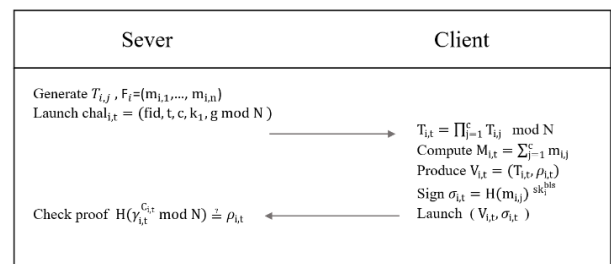 Sever
Client
Generate T_{i,j} , F_i=(m_{i,1},..., m_{i,n})
Launch chal_{i,t} = (fid, t, c, k_1, g mod N )
T_{i,t} = ∏_{j=1}^{c} T_{i,j} mod N
Compute M_{i,t} = ∑_{j=1}^{c} m_{i,j}
Produce V_{i,t} = (T_{i,t}, ρ_{i,t})
Sign σ_{i,t} = H(m_{i,j}) ^{sk_i^{bls}}
Check proof H(γ_{i,t}^{C_{i,t}} mod N) ≟ ρ_{i,t}
Launch ( V_{i,t}, σ_{i,t} )